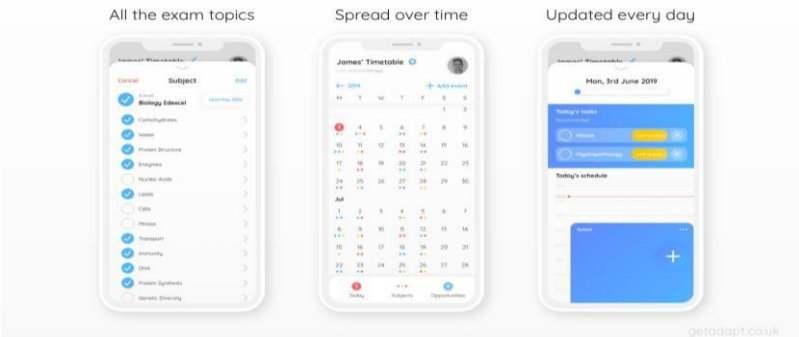 All the exam topics
Cancel Subject Edit
Biology Edexcel
Carbohydrates
Water
Protein Structure
Enzymes
Nucleic Acids
Lipids
Cells
Mitosis
Transport
Immunity
DNA
Protein Synthesis
Genetic Diversity
Spread over time
James' Timetable
2019 + Add event
M T W T F S S
1 2
3 4 5 6 7 8 9
10 11 12 13 14 15 16
17 18 19 20 21 22 23
24 25 26 27 28 29 30
Jul
1 2 3 4 5 6 7
8 9 10 11 12 13 14
15 16 17 18 19 20 21
22 23 24 25 26 27 28
Today Subjects Opportunities
Updated every day
Mon, 3rd June 2019
Today's tasks
Mitosis
Psychopathology
Today's schedule
School
getadapt.co.uk